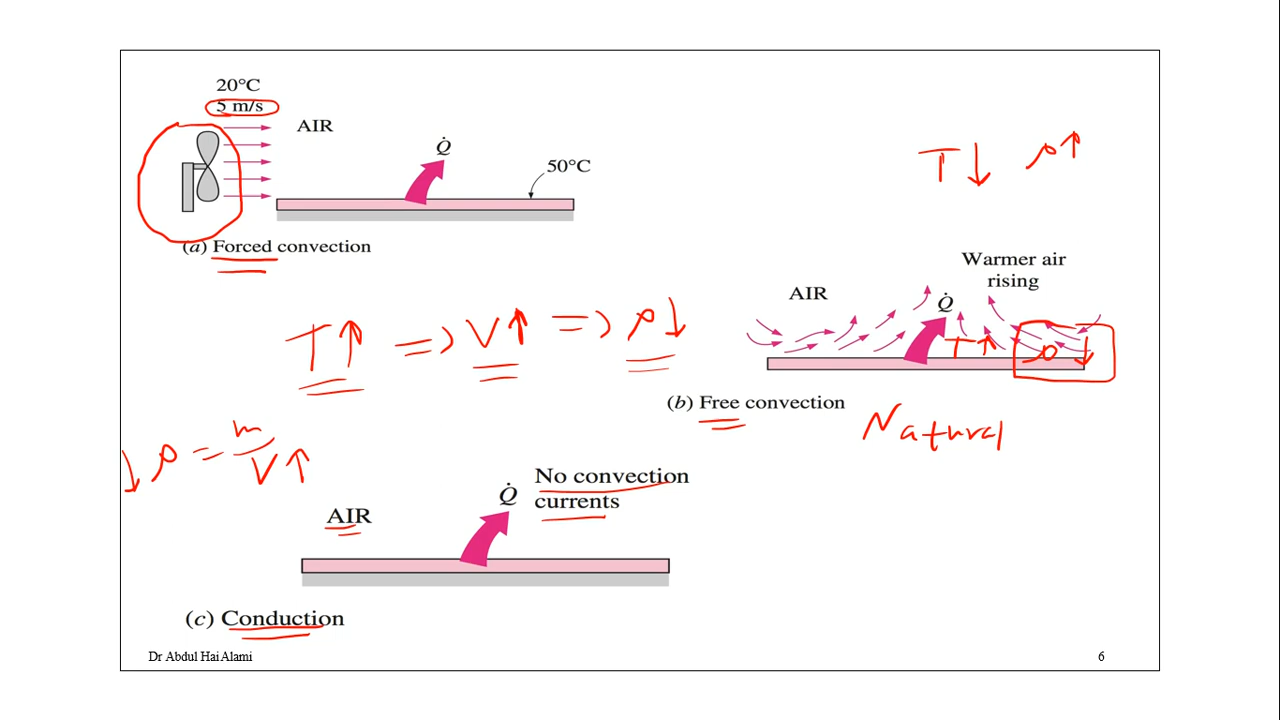 20°C
5 m/s
AIR
Q̇
50°C
(a) Forced convection
T↓ ρ↑
Warmer air
rising
AIR
Q̇
T↑ ⇒ V↑ ⇒ ρ↓
T↑ ρ↓
(b) Free convection
Natural
↓ρ = m/V↑
No convection
currents
Q̇
AIR
(c) Conduction
Dr Abdul Hai Alami
6